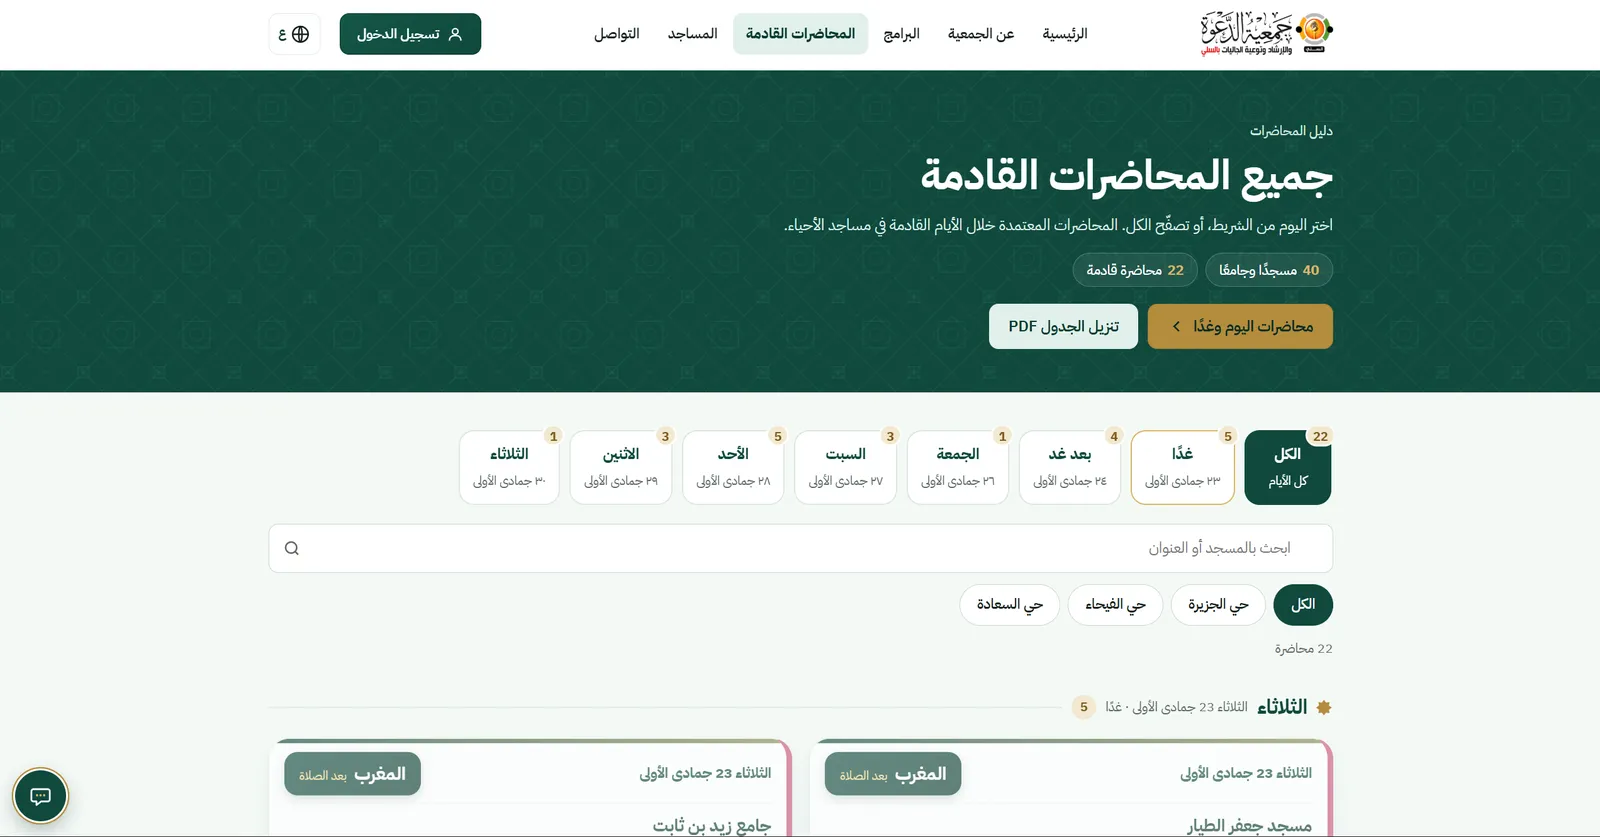 جمعية الدعوة
والإرشاد وتوعية الجاليات بالسلي
الرئيسية
عن الجمعية
البرامج
المحاضرات القادمة
المساجد
التواصل
تسجيل الدخول
ع
دليل المحاضرات
جميع المحاضرات القادمة
اختر اليوم من الشريط، أو تصفّح الكل. المحاضرات المعتمدة خلال الأيام القادمة في مساجد الأحياء.
40 مسجدًا وجامعًا
22 محاضرة قادمة
محاضرات اليوم وغدًا
تنزيل الجدول PDF
22
الكل
كل الأيام
5
غدًا
٢٣ جمادى الأولى
4
بعد غد
٢٤ جمادى الأولى
1
الجمعة
٢٦ جمادى الأولى
3
السبت
٢٧ جمادى الأولى
5
الأحد
٢٨ جمادى الأولى
3
الاثنين
٢٩ جمادى الأولى
1
الثلاثاء
٣٠ جمادى الأولى
ابحث بالمسجد أو العنوان
الكل
حي الجزيرة
حي الفيحاء
حي السعادة
22 محاضرة
الثلاثاء
الثلاثاء 23 جمادى الأولى · غدًا
5
الثلاثاء 23 جمادى الأولى
المغرب بعد الصلاة
مسجد جعفر الطيار
الثلاثاء 23 جمادى الأولى
المغرب بعد الصلاة
جامع زيد بن ثابت